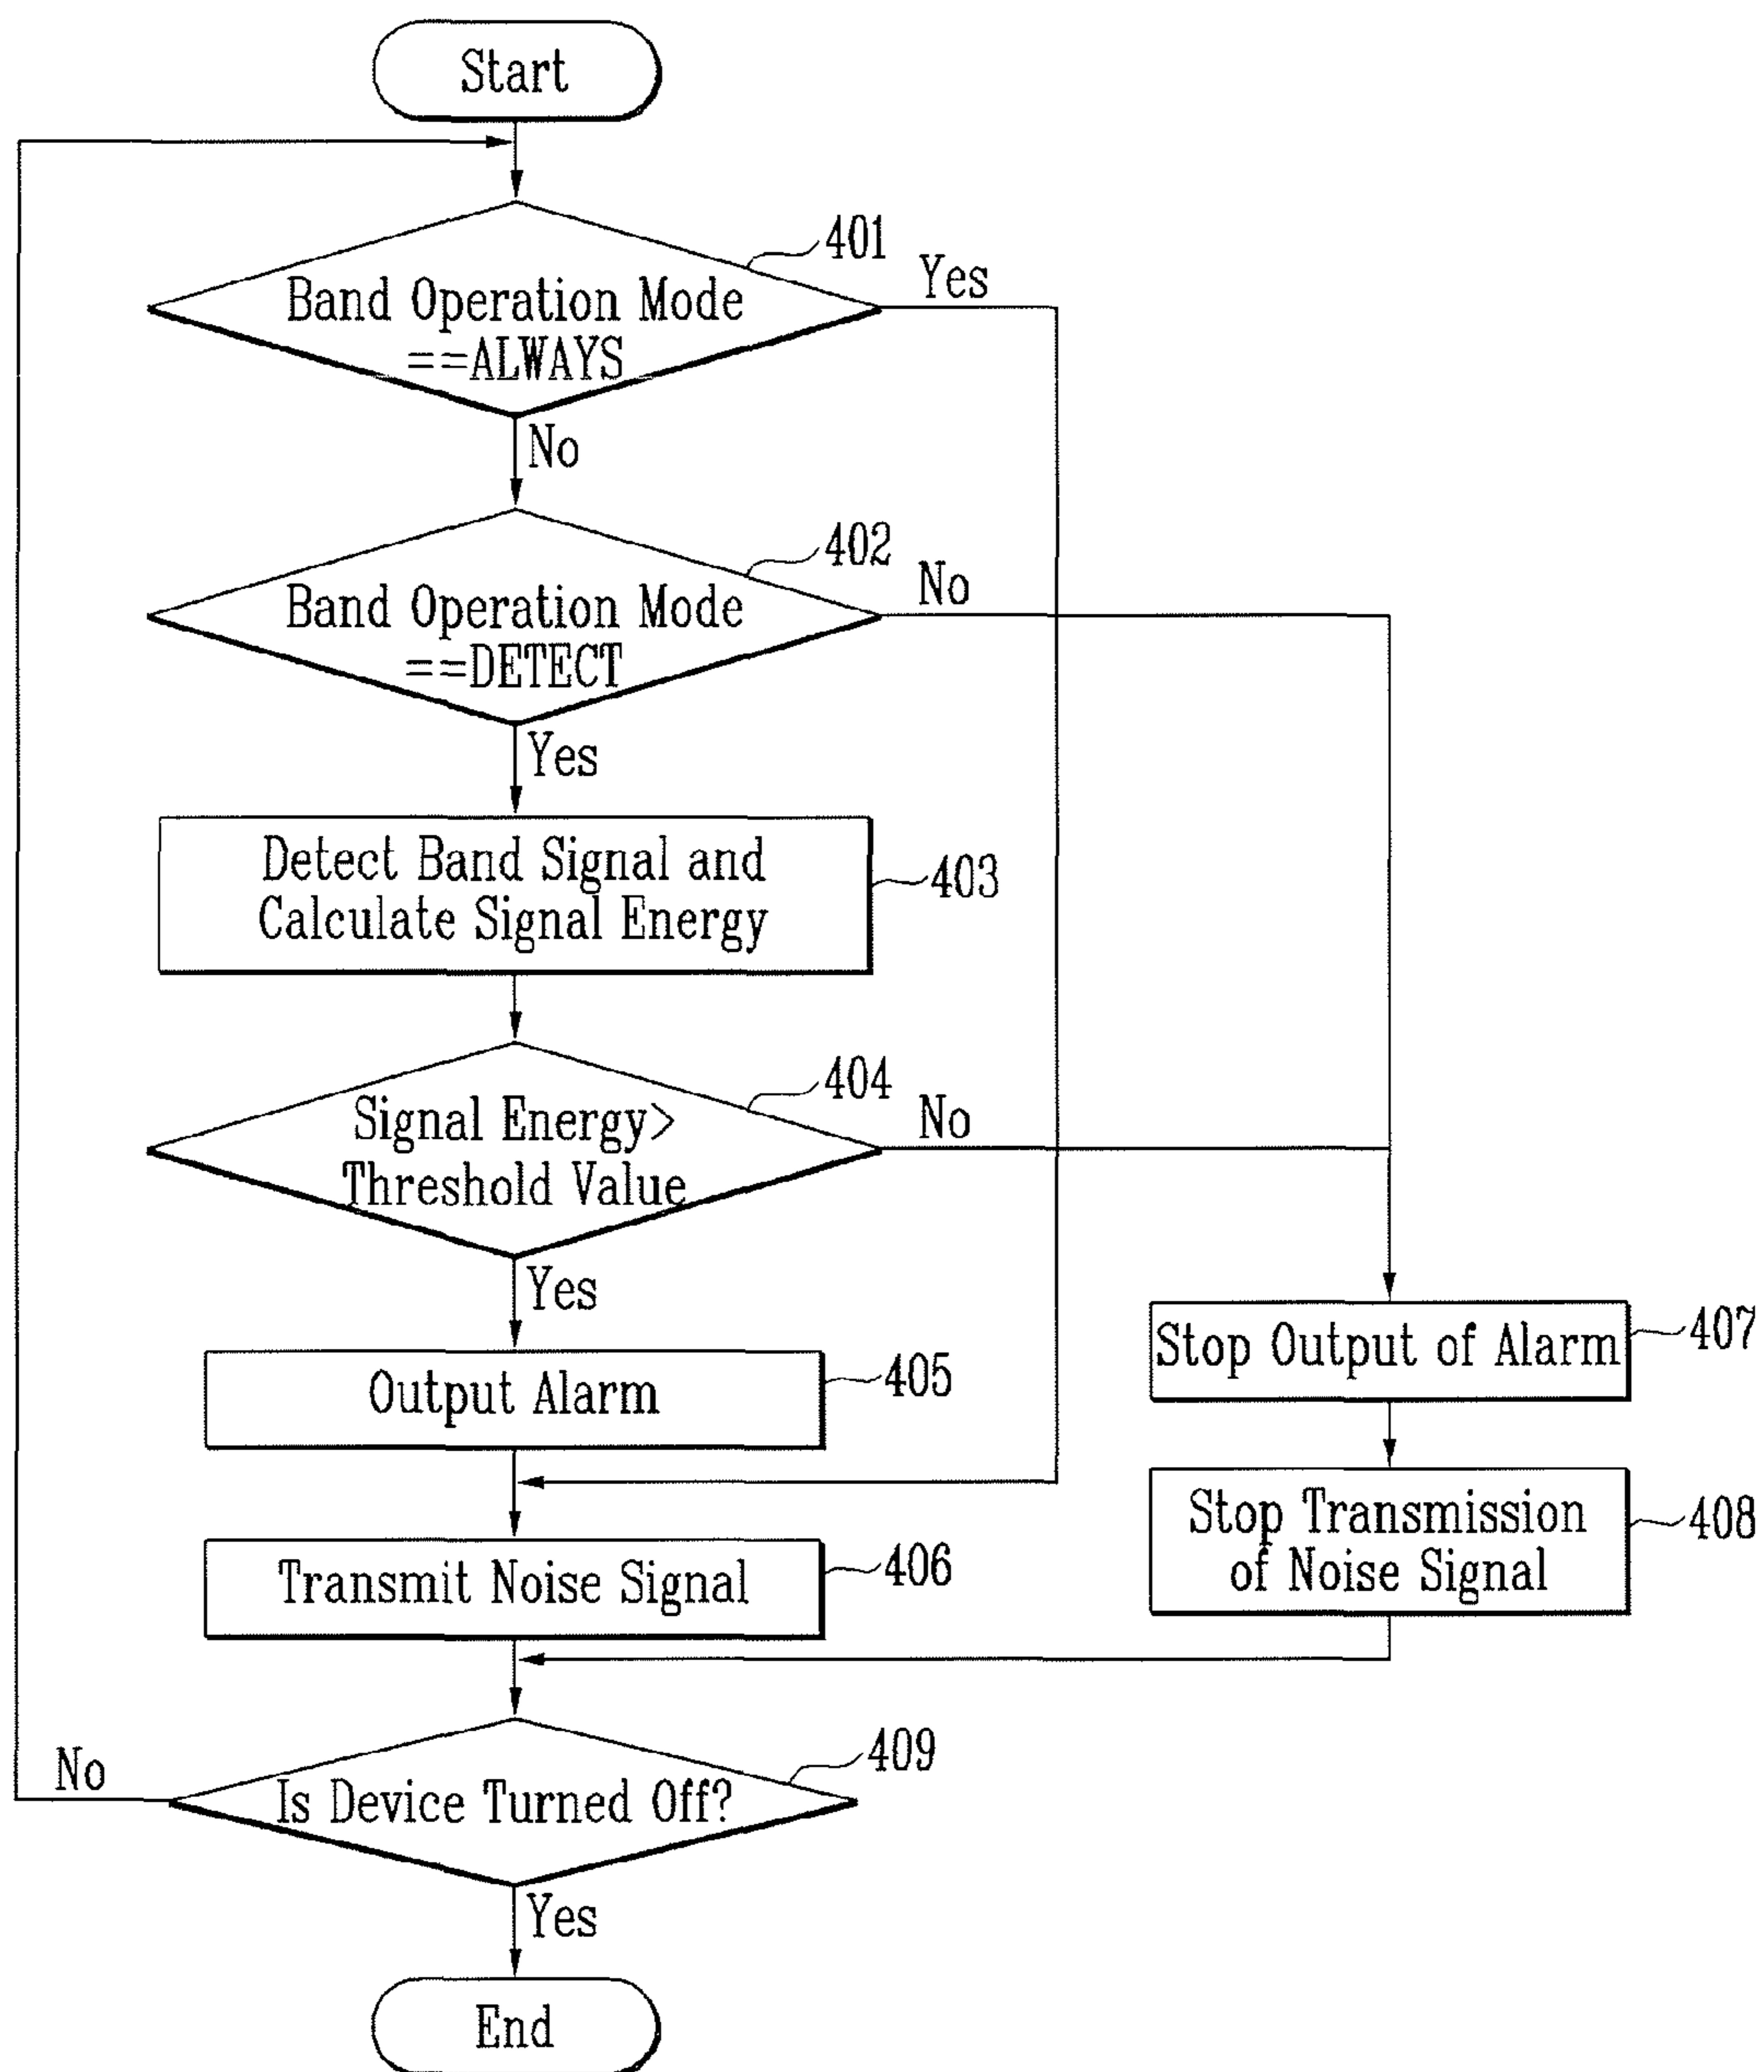 Start
401
Yes
Band Operation Mode
==ALWAYS
No
402
No
Band Operation Mode
==DETECT
Yes
Detect Band Signal and
Calculate Signal Energy
403
404
No
Signal Energy>
Threshold Value
Yes
Output Alarm
405
Stop Output of Alarm
407
Transmit Noise Signal
406
Stop Transmission
of Noise Signal
408
409
No
Is Device Turned Off?
Yes
End